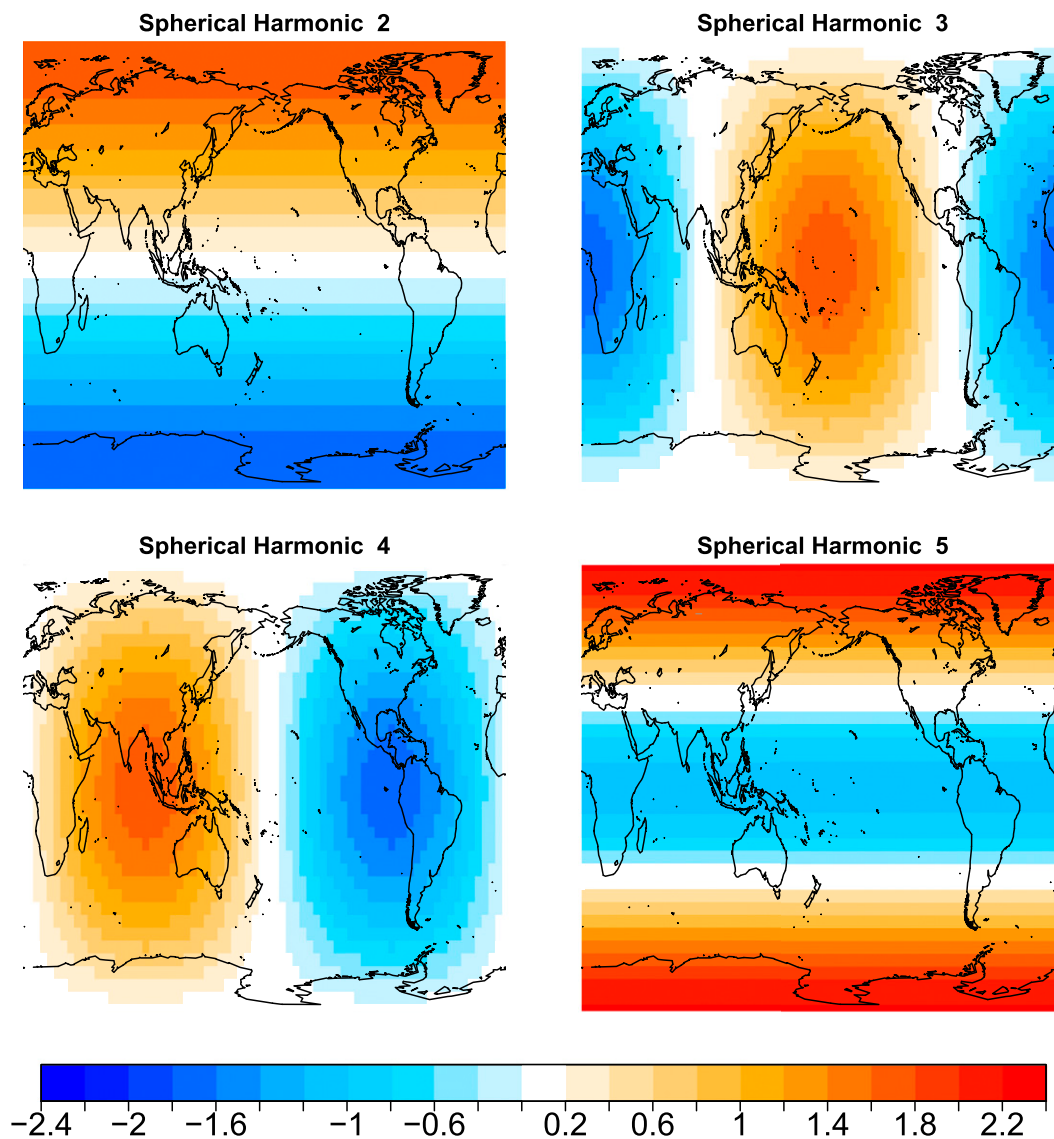 Spherical Harmonic 2
Spherical Harmonic 3
Spherical Harmonic 4
Spherical Harmonic 5
−2.4 −2 −1.6 −1 −0.6 0.2 0.6 1 1.4 1.8 2.2